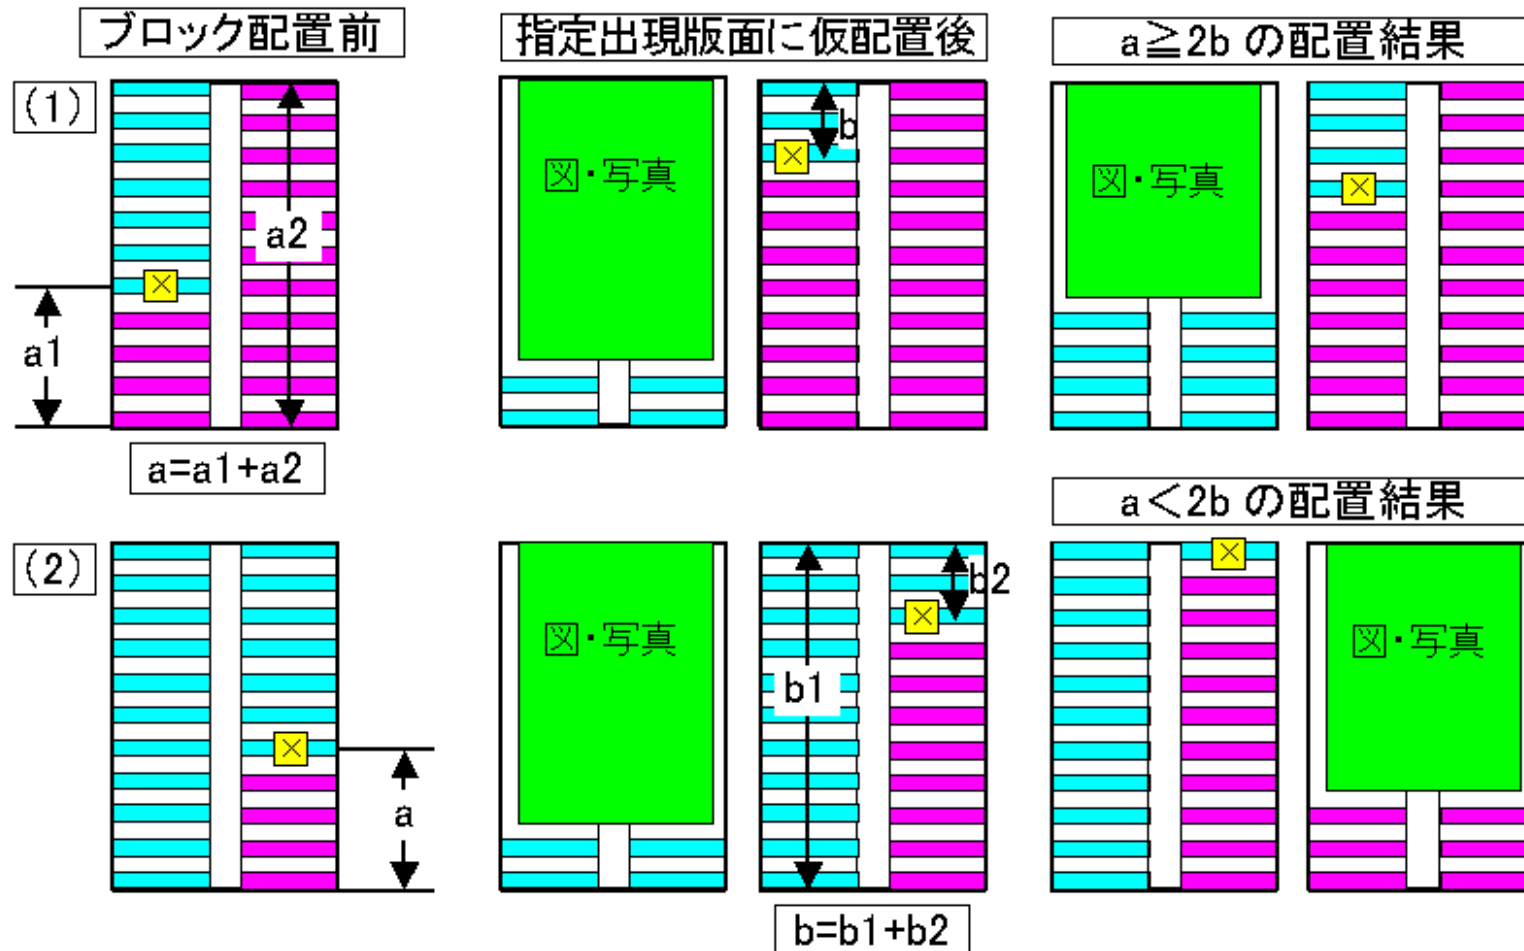 ブロック配置前
指定出現版面に仮配置後
a≧2b の配置結果
(1)
a1
a2
a=a1+a2
図・写真
b
図・写真
a<2b の配置結果
(2)
a
図・写真
b1
b2
b=b1+b2
図・写真